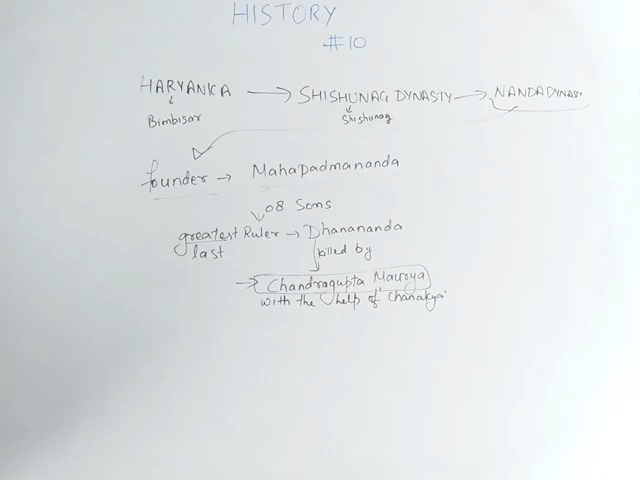 HISTORY
#10
HARYANKA → SHISHUNAG DYNASTY → NANDA DYNASTY
Bimbisar Shishunag
founder → Mahapadmananda
08 Sons
greatest Ruler → Dhanananda
last killed by
→ Chandragupta Maurya
with the help of 'Chanakya'